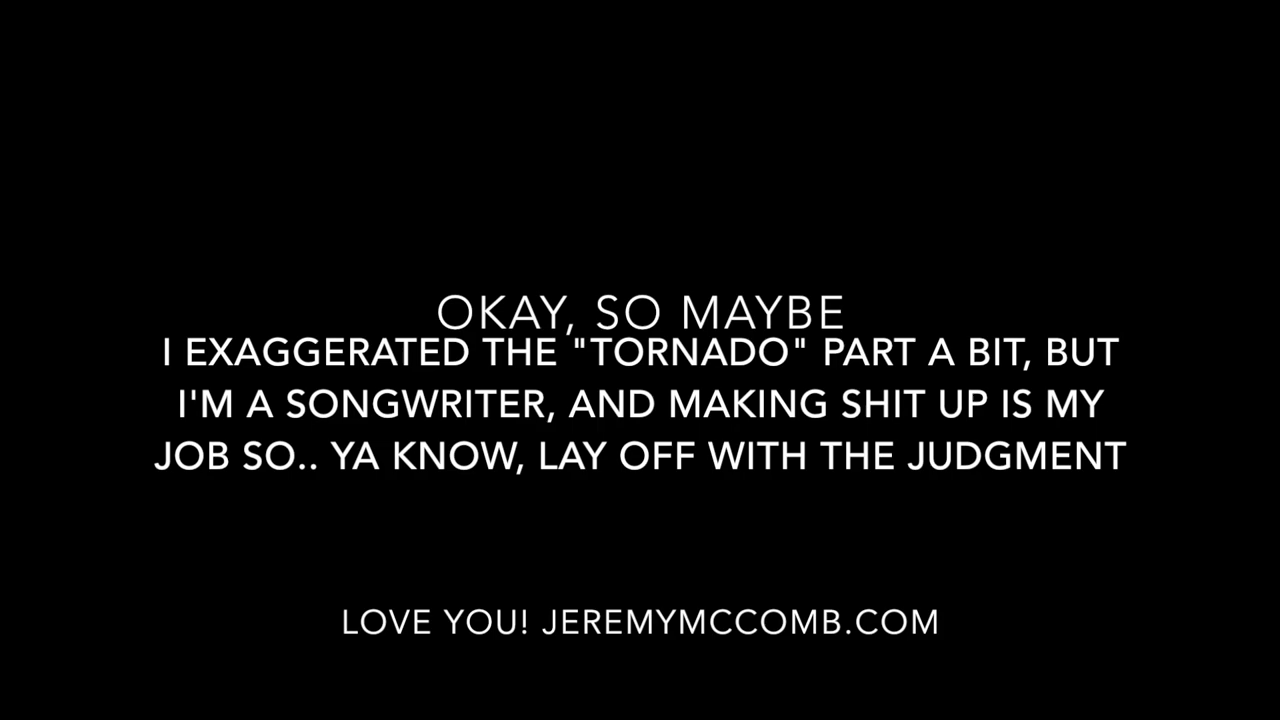 OKAY, SO MAYBE
I EXAGGERATED THE "TORNADO" PART A BIT, BUT
I'M A SONGWRITER, AND MAKING SHIT UP IS MY
JOB SO.. YA KNOW, LAY OFF WITH THE JUDGMENT
LOVE YOU! JEREMYMCCOMB.COM